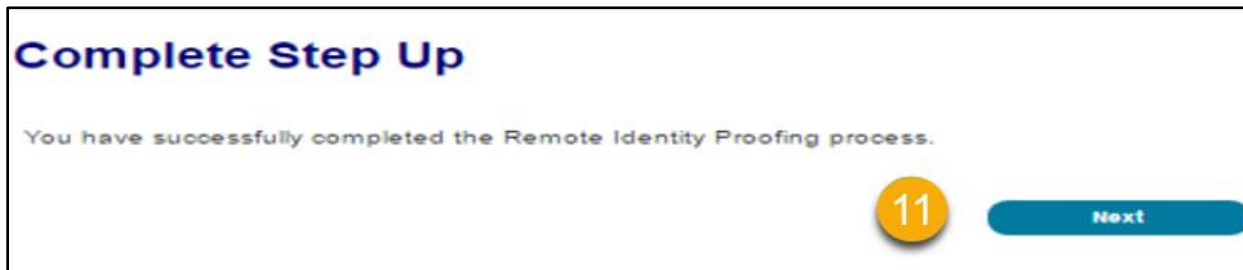 Complete Step Up
You have successfully completed the Remote Identity Proofing process.
11 Next